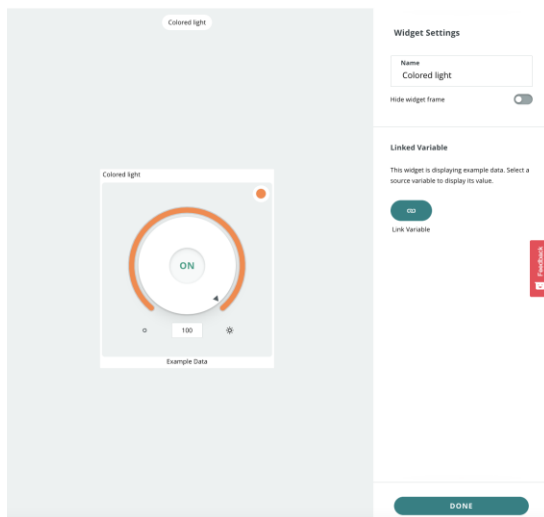 Colored light
Widget Settings
Name
Colored light
Hide widget frame
Linked Variable
This widget is displaying example data. Select a
source variable to display its value.
Link Variable
Colored light
ON
100
Example Data
Feedback
DONE